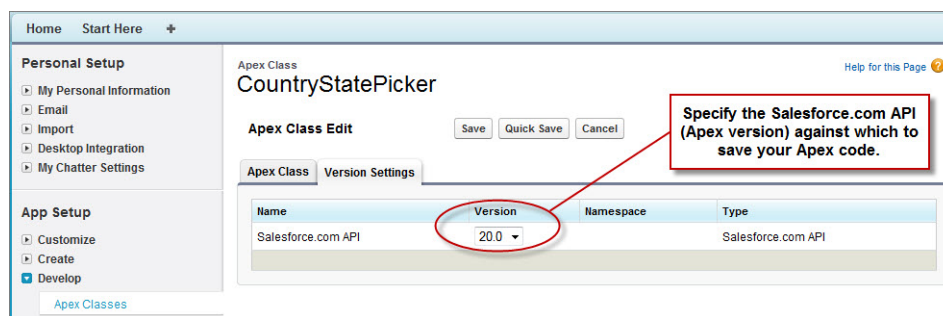 Home Start Here +
Personal Setup
My Personal Information
Email
Import
Desktop Integration
My Chatter Settings
App Setup
Customize
Create
Develop
Apex Classes
Apex Class
CountryStatePicker
Help for this Page ?
Apex Class Edit
Save Quick Save Cancel
Specify the Salesforce.com API
(Apex version) against which to
save your Apex code.
Apex Class Version Settings
Name Version Namespace Type
Salesforce.com API 20.0 Salesforce.com API